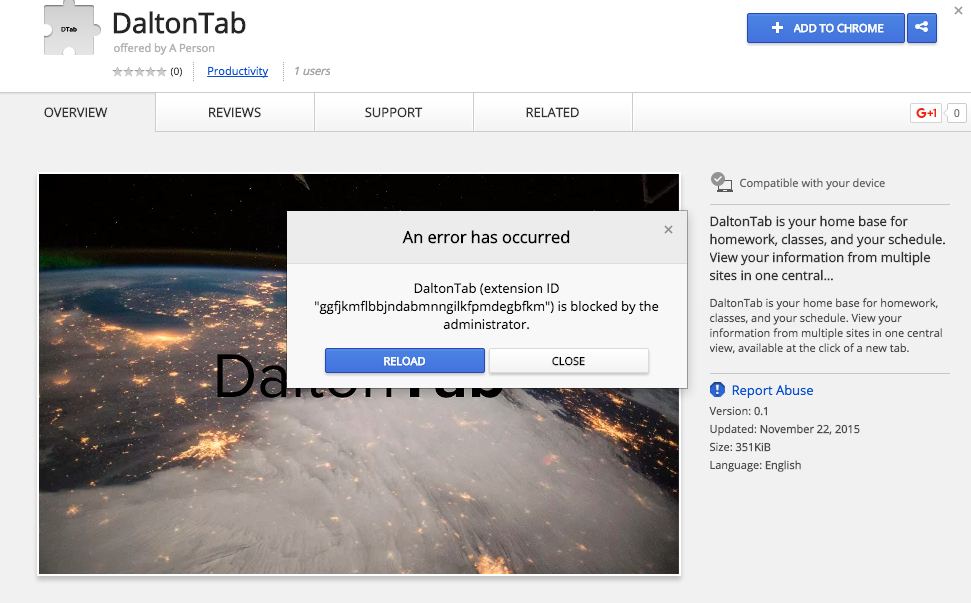 DTab
DaltonTab
offered by A Person
(0)
Productivity
1 users
ADD TO CHROME
OVERVIEW
REVIEWS
SUPPORT
RELATED
G+1
0
DaltonTab
An error has occurred
DaltonTab (extension ID
"ggfjkmflbbjndabmnngilkfpmdegbfkm") is blocked by the
administrator.
RELOAD
CLOSE
Compatible with your device
DaltonTab is your home base for
homework, classes, and your schedule.
View your information from multiple
sites in one central...
DaltonTab is your home base for homework,
classes, and your schedule. View your
information from multiple sites in one central
view, available at the click of a new tab.
Report Abuse
Version: 0.1
Updated: November 22, 2015
Size: 351KiB
Language: English